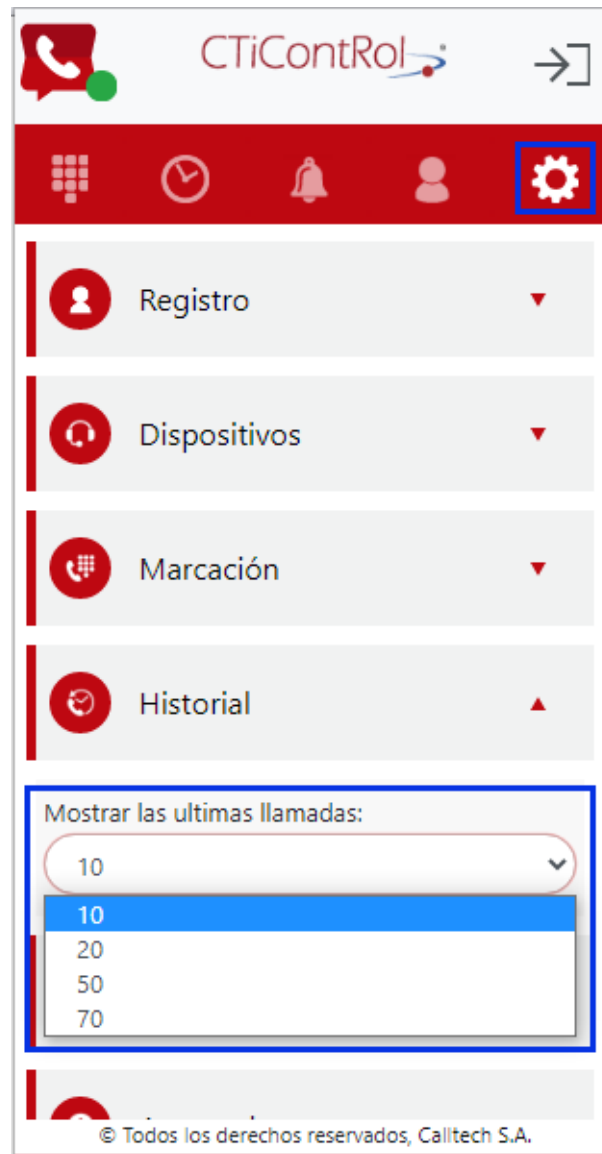 CTiContRol
Registro
Dispositivos
Marcación
Historial
Mostrar las ultimas llamadas:
10
10
20
50
70
© Todos los derechos reservados, Calltech S.A.